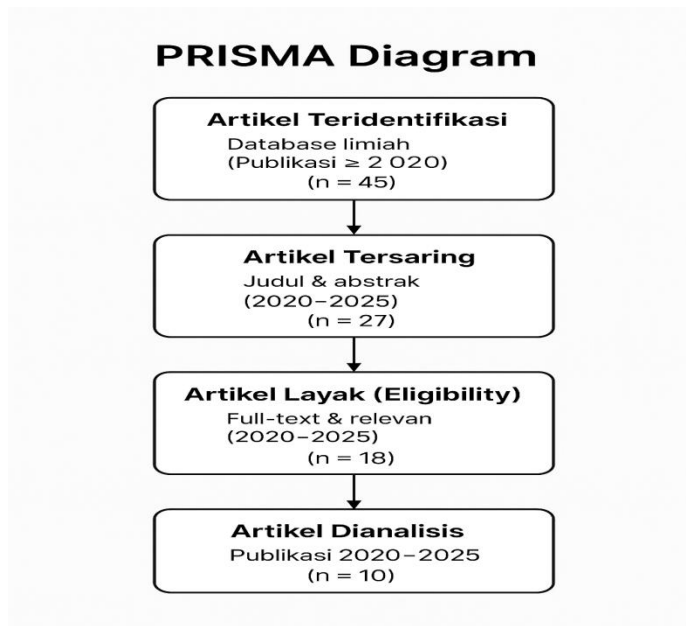 PRISMA Diagram
Artikel Teridentifikasi
Database limiah
(Publikasi ≥ 2 020)
(n = 45)
Artikel Tersaring
Judul & abstrak
(2020–2025)
(n = 27)
Artikel Layak (Eligibility)
Full-text & relevan
(2020–2025)
(n = 18)
Artikel Dianalisis
Publikasi 2020–2025
(n = 10)